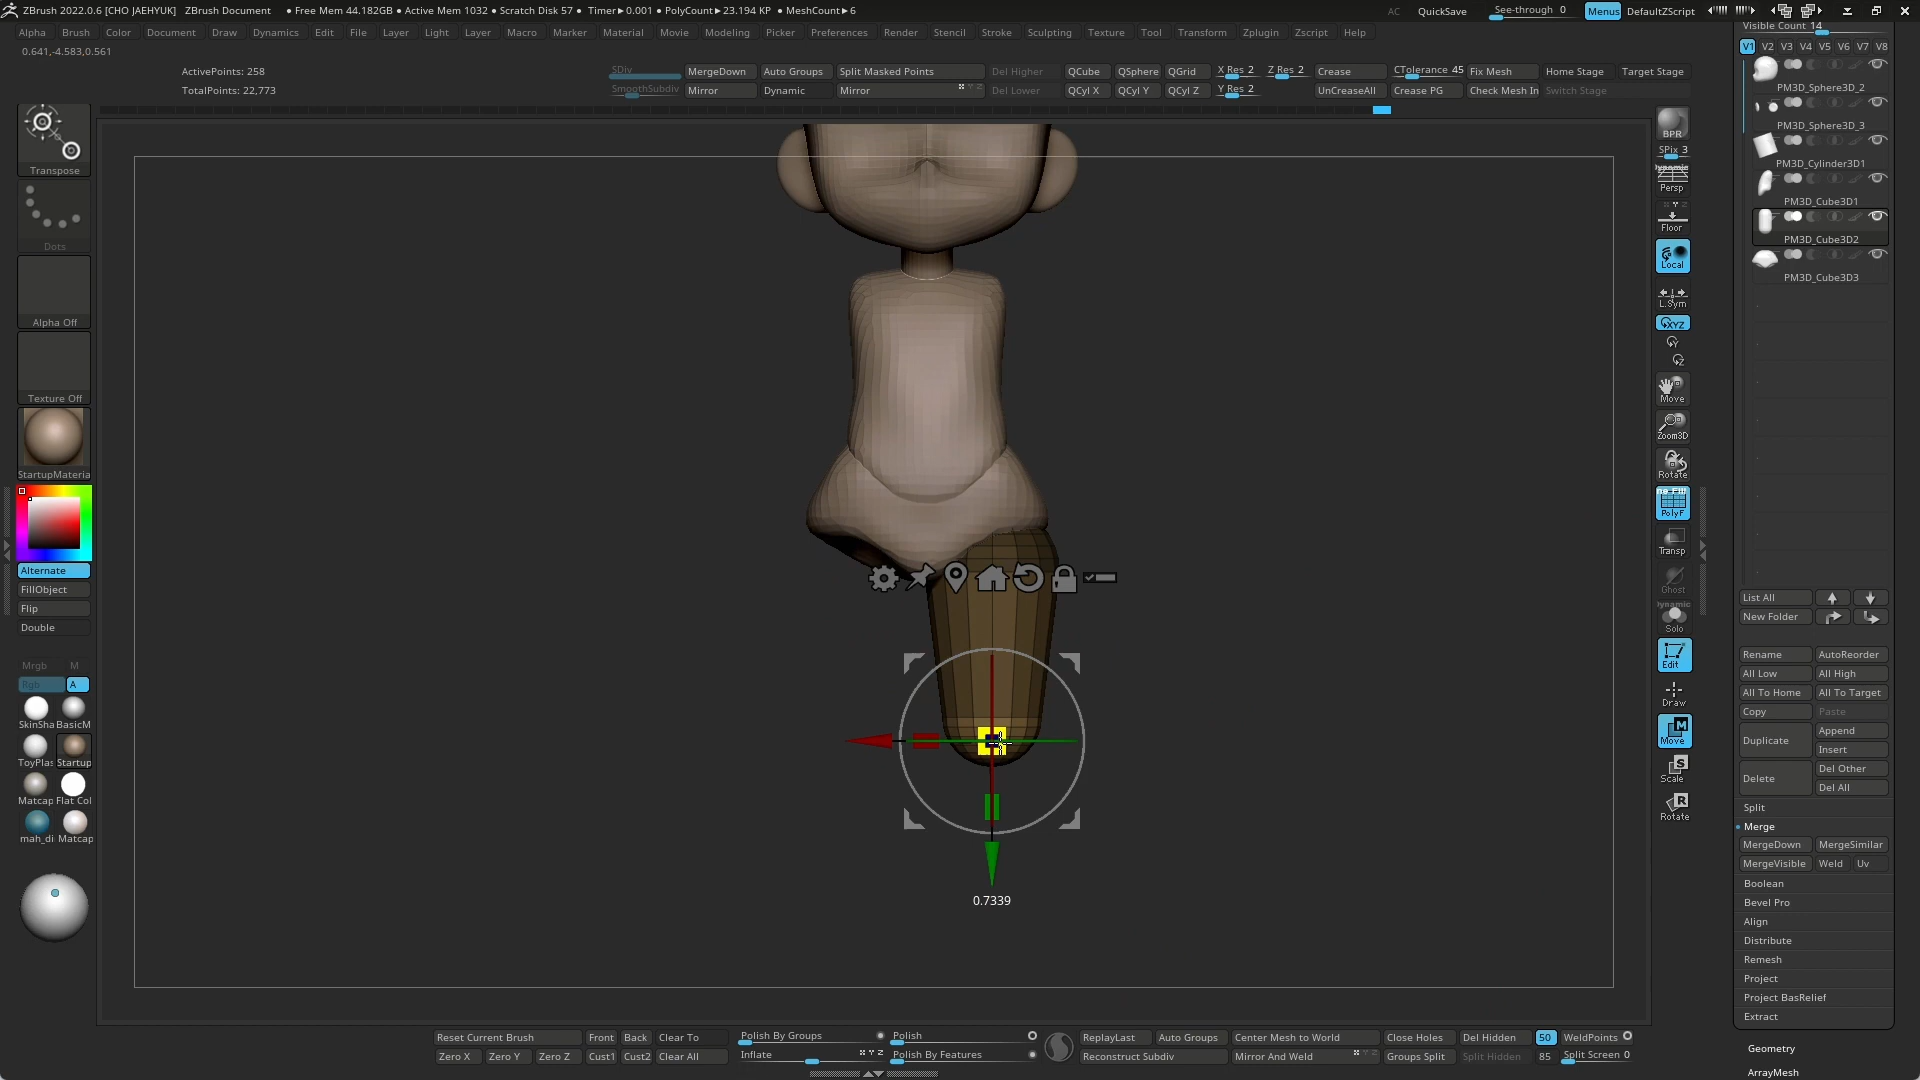 ZBrush 2022.0.6 [CHO JAEHYUK] ZBrush Document • Free Mem 44.182GB • Active Mem 1032 • Scratch Disk 57 • Timer▸0.001 • PolyCount▸23.194 KP • MeshCount▸6
AC QuickSave See-through 0 Menus DefaultZScript
Alpha Brush Color Document Draw Dynamics Edit File Layer Light Layer Macro Marker Material Movie Modeling Picker Preferences Render Stencil Stroke Sculpting Texture Tool Transform Zplugin Zscript Help
0.641,-4.583,0.561
ActivePoints: 258
TotalPoints: 22,773
SDiv MergeDown Auto Groups Split Masked Points Del Higher QCube QSphere QGrid X Res 2 Z Res 2 Crease CTolerance 45 Fix Mesh Home Stage Target Stage
SmoothSubdiv Mirror Dynamic Mirror Del Lower QCyl X QCyl Y QCyl Z Y Res 2 UnCreaseAll Crease PG Check Mesh In Switch Stage
Transpose
Dots
Alpha Off
Texture Off
StartupMateria
Alternate
FillObject
Flip
Double
Mrgb M
Rgb A
SkinSha BasicM
ToyPlas Startup
Matcap Flat Col
mah_di Matcap
0.7339
BPR
SPix 3
Dynamic
Persp
Floor
Local
L.Sym
XYZ
Y
Z
Move
Zoom3D
Rotate
PolyF
Transp
Ghost
Dynamic
Solo
Edit
Draw
M
Move
S
Scale
R
Rotate
Visible Count 14
V1 V2 V3 V4 V5 V6 V7 V8
PM3D_Sphere3D_2
PM3D_Sphere3D_3
PM3D_Cylinder3D1
PM3D_Cube3D1
PM3D_Cube3D2
PM3D_Cube3D3
List All
New Folder
Rename AutoReorder
All Low All High
All To Home All To Target
Copy Paste
Duplicate Append
Insert
Delete Del Other
Del All
Split
Merge
MergeDown MergeSimilar
MergeVisible Weld Uv
Boolean
Bevel Pro
Align
Distribute
Remesh
Project
Project BasRelief
Extract
Geometry
ArrayMesh
Reset Current Brush Front Back Clear To Polish By Groups Polish ReplayLast Auto Groups Center Mesh to World Close Holes Del Hidden 50 WeldPoints
Zero X Zero Y Zero Z Cust1 Cust2 Clear All Inflate Polish By Features Reconstruct Subdiv Mirror And Weld Groups Split Split Hidden 85 Split Screen 0